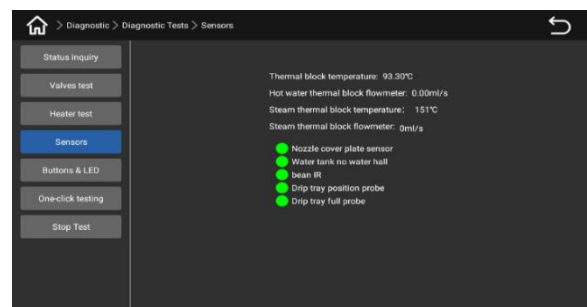 > Diagnostic > Diagnostic Tests > Sensors
Status inquiry
Valves test
Heater test
Sensors
Buttons & LED
One-click testing
Stop Test
Thermal block temperature: 93.30℃
Hot water thermal block flowmeter: 0.00ml/s
Steam thermal block temperature: 151℃
Steam thermal block flowmeter: 0ml/s
Nozzle cover plate sensor
Water tank no water hall
bean IR
Drip tray position probe
Drip tray full probe